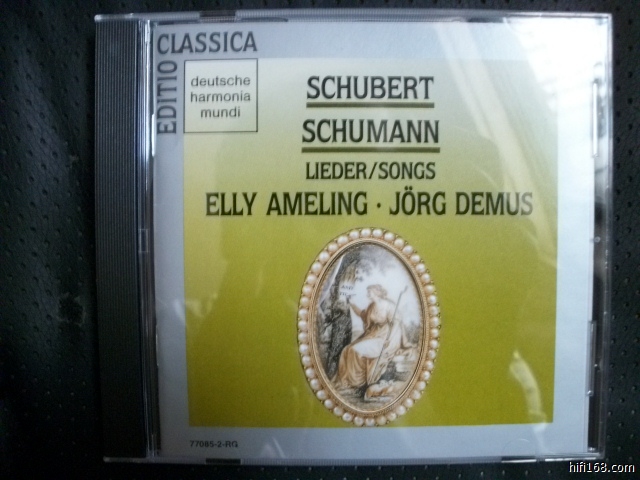 EDITIO CLASSICA
deutsche
harmonia
mundi
SCHUBERT
SCHUMANN
LIEDER/SONGS
ELLY AMELING · JÖRG DEMUS
77085-2-RG
hifi168.com